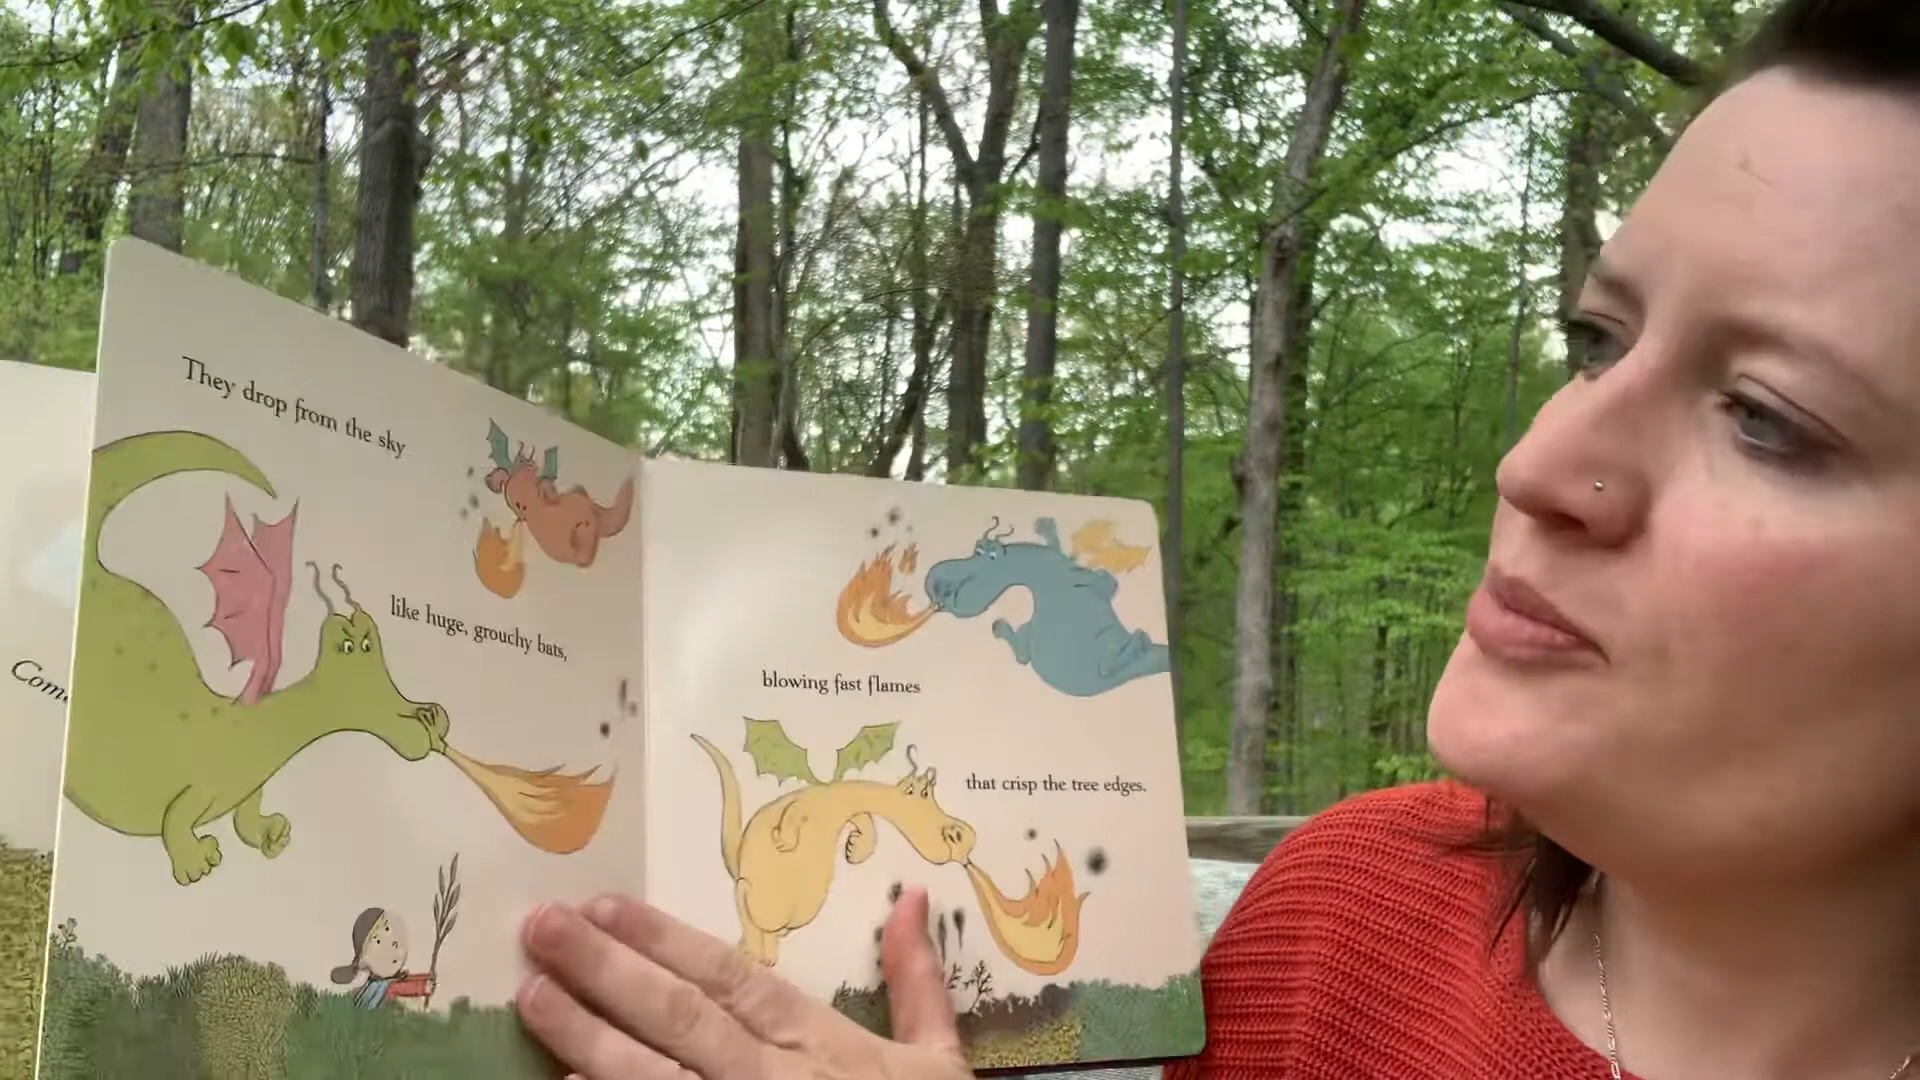 They drop from the sky
like huge, grouchy bats,
blowing fast flames
that crisp the tree edges.